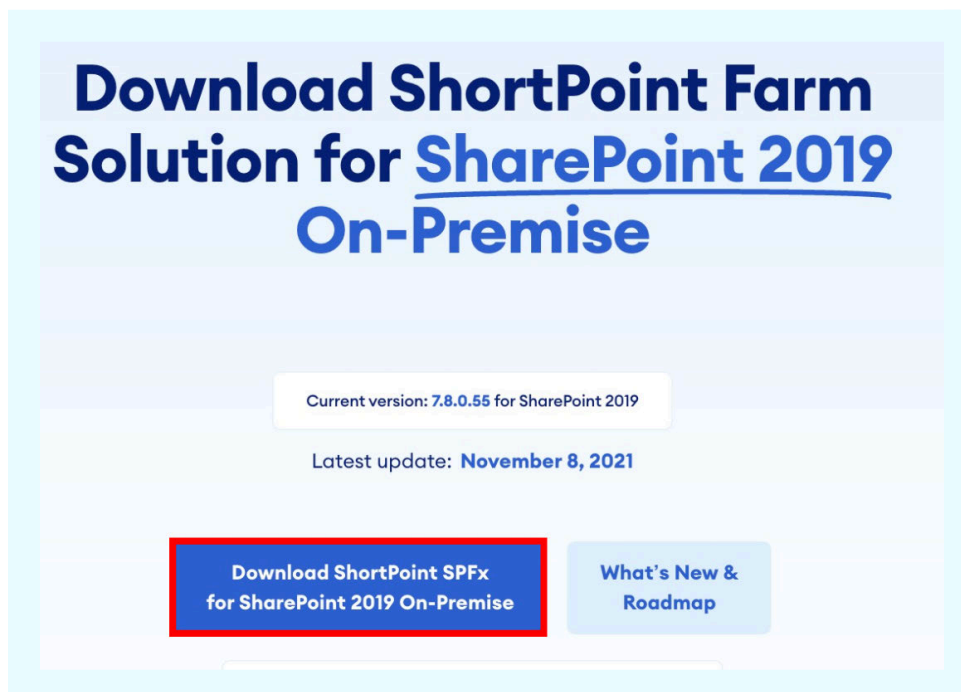 Download ShortPoint Farm
Solution for SharePoint 2019
On-Premise
Current version: 7.8.0.55 for SharePoint 2019
Latest update: November 8, 2021
Download ShortPoint SPFx
for SharePoint 2019 On-Premise
What's New &
Roadmap